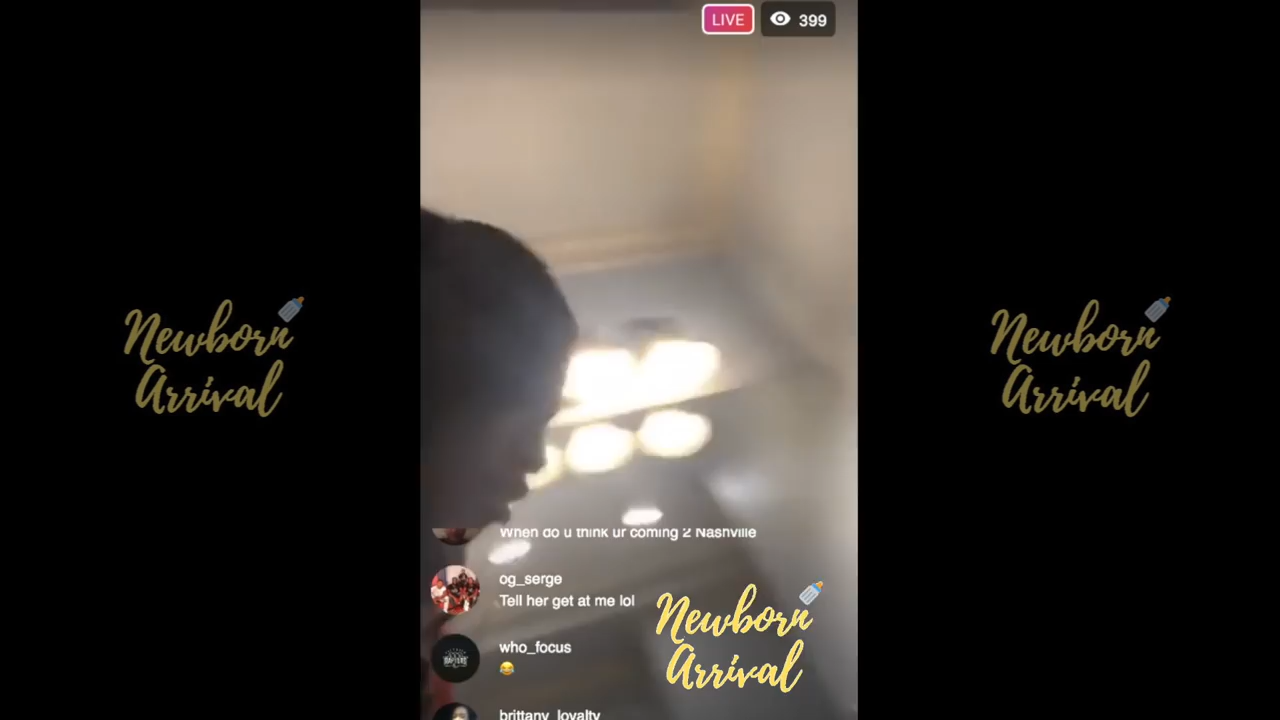 LIVE 399
Newborn
Arrival
Newborn
Arrival
When do u think ur coming 2 Nashville
og_serge
Tell her get at me lol
who_focus
😂
brittany_loyalty
Newborn
Arrival